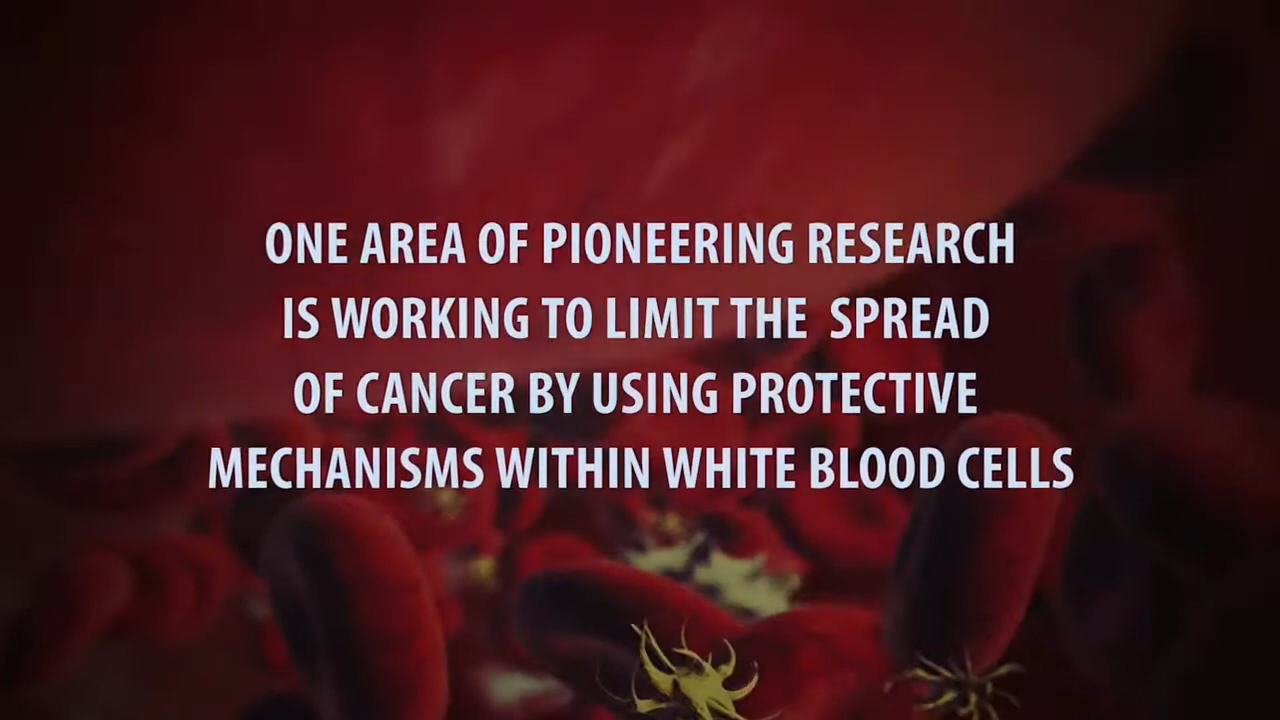 ONE AREA OF PIONEERING RESEARCH
IS WORKING TO LIMIT THE  SPREAD
OF CANCER BY USING PROTECTIVE
MECHANISMS WITHIN WHITE BLOOD CELLS